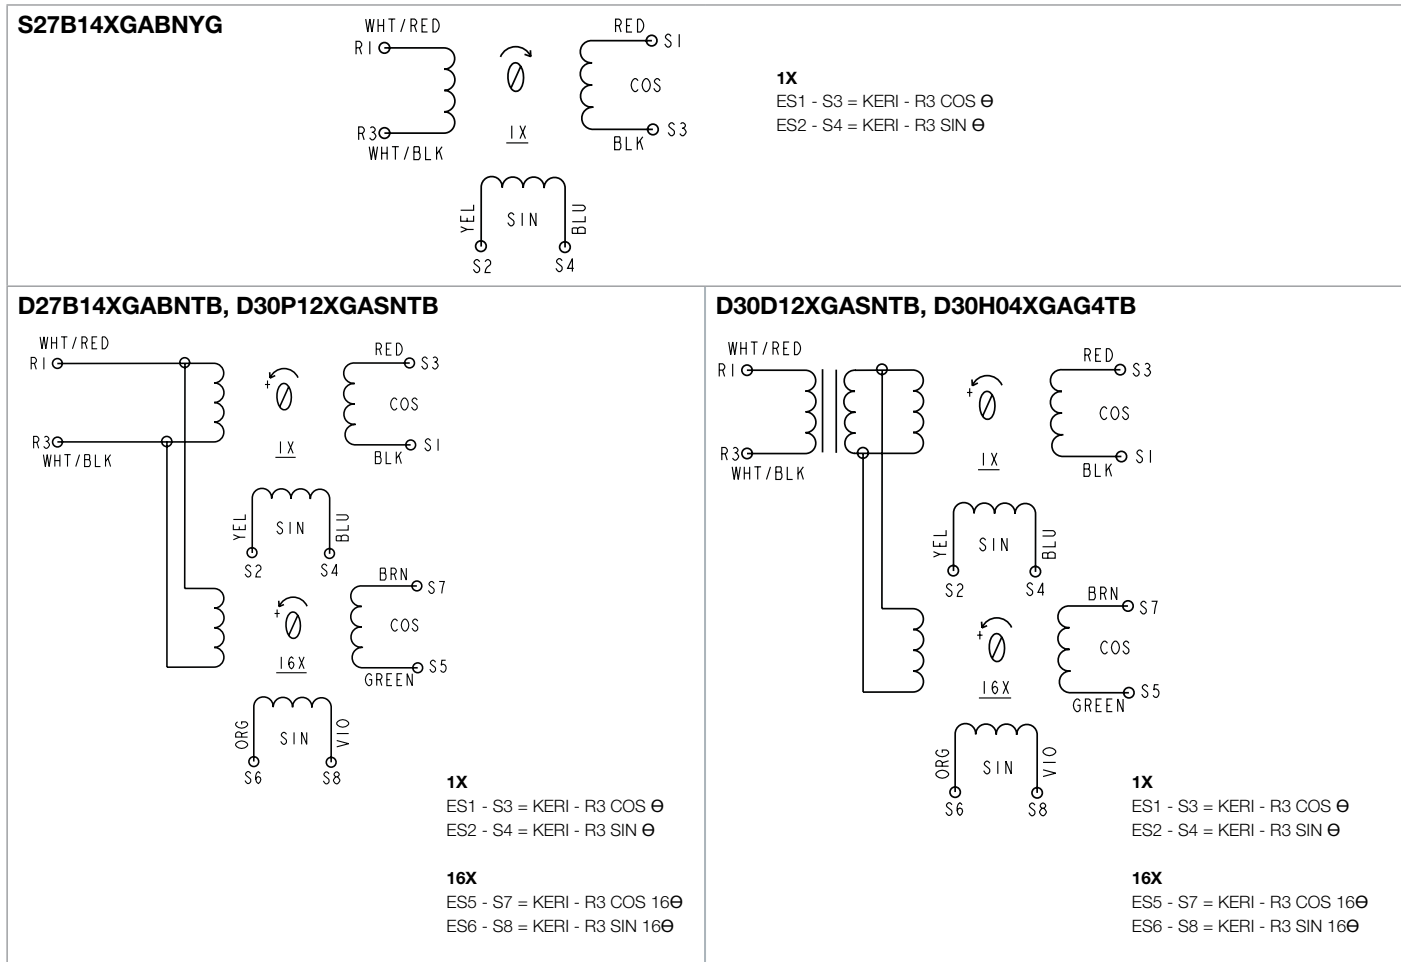 S27B14XGABNYG
WHT/RED
R1
R3
WHT/BLK
1X
RED
S1
COS
S3
BLK
YEL
SIN
BLU
S2
S4
1X
ES1 - S3 = KERI - R3 COS Ɵ
ES2 - S4 = KERI - R3 SIN Ɵ
D27B14XGABNTB, D30P12XGASNTB
WHT/RED
R1
R3
WHT/BLK
+
1X
RED
S3
COS
S1
BLK
YEL
SIN
BLU
S2
S4
+
16X
BRN
S7
COS
S5
GREEN
ORG
SIN
VIO
S6
S8
1X
ES1 - S3 = KERI - R3 COS Ɵ
ES2 - S4 = KERI - R3 SIN Ɵ
16X
ES5 - S7 = KERI - R3 COS 16Ɵ
ES6 - S8 = KERI - R3 SIN 16Ɵ
D30D12XGASNTB, D30H04XGAG4TB
WHT/RED
R1
R3
WHT/BLK
+
1X
RED
S3
COS
S1
BLK
YEL
SIN
BLU
S2
S4
+
16X
BRN
S7
COS
S5
GREEN
ORG
SIN
VIO
S6
S8
1X
ES1 - S3 = KERI - R3 COS Ɵ
ES2 - S4 = KERI - R3 SIN Ɵ
16X
ES5 - S7 = KERI - R3 COS 16Ɵ
ES6 - S8 = KERI - R3 SIN 16Ɵ